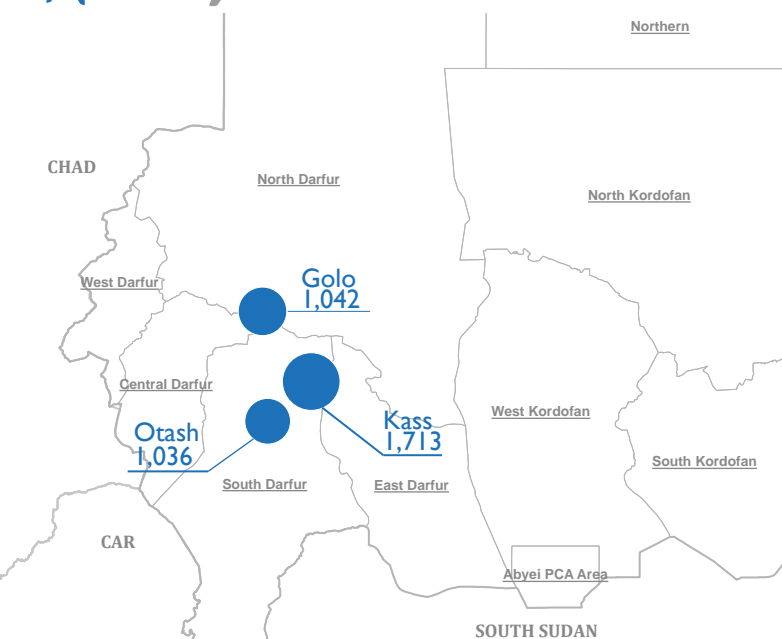 Northern
CHAD
North Darfur
North Kordofan
West Darfur
Golo
1,042
Central Darfur
West Kordofan
Kass
1,713
Otash
1,036
South Kordofan
South Darfur
East Darfur
CAR
Abyei PCA Area
SOUTH SUDAN